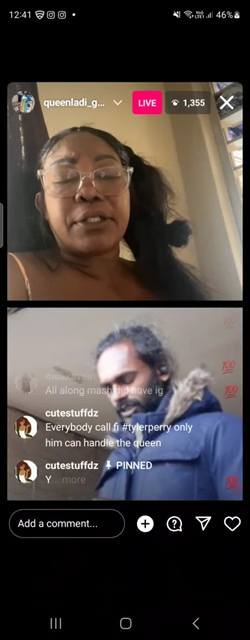 12:41
46%
queenladi_g...
LIVE
1,355
All along mash did have ig
cutestuffdz
Everybody call fi #tylerperry only
him can handle the queen
cutestuffdz PINNED
Y... more
Add a comment...